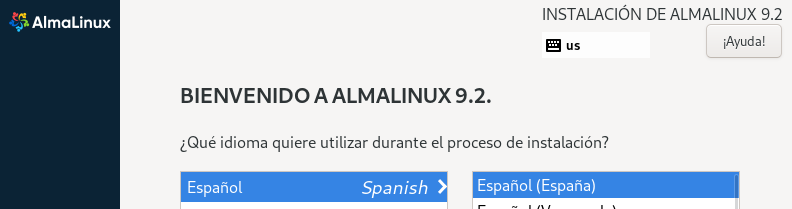 AlmaLinux
INSTALACIÓN DE ALMALINUX 9.2
us
¡Ayuda!
BIENVENIDO A ALMALINUX 9.2.
¿Qué idioma quiere utilizar durante el proceso de instalación?
Español Spanish
Español (España)